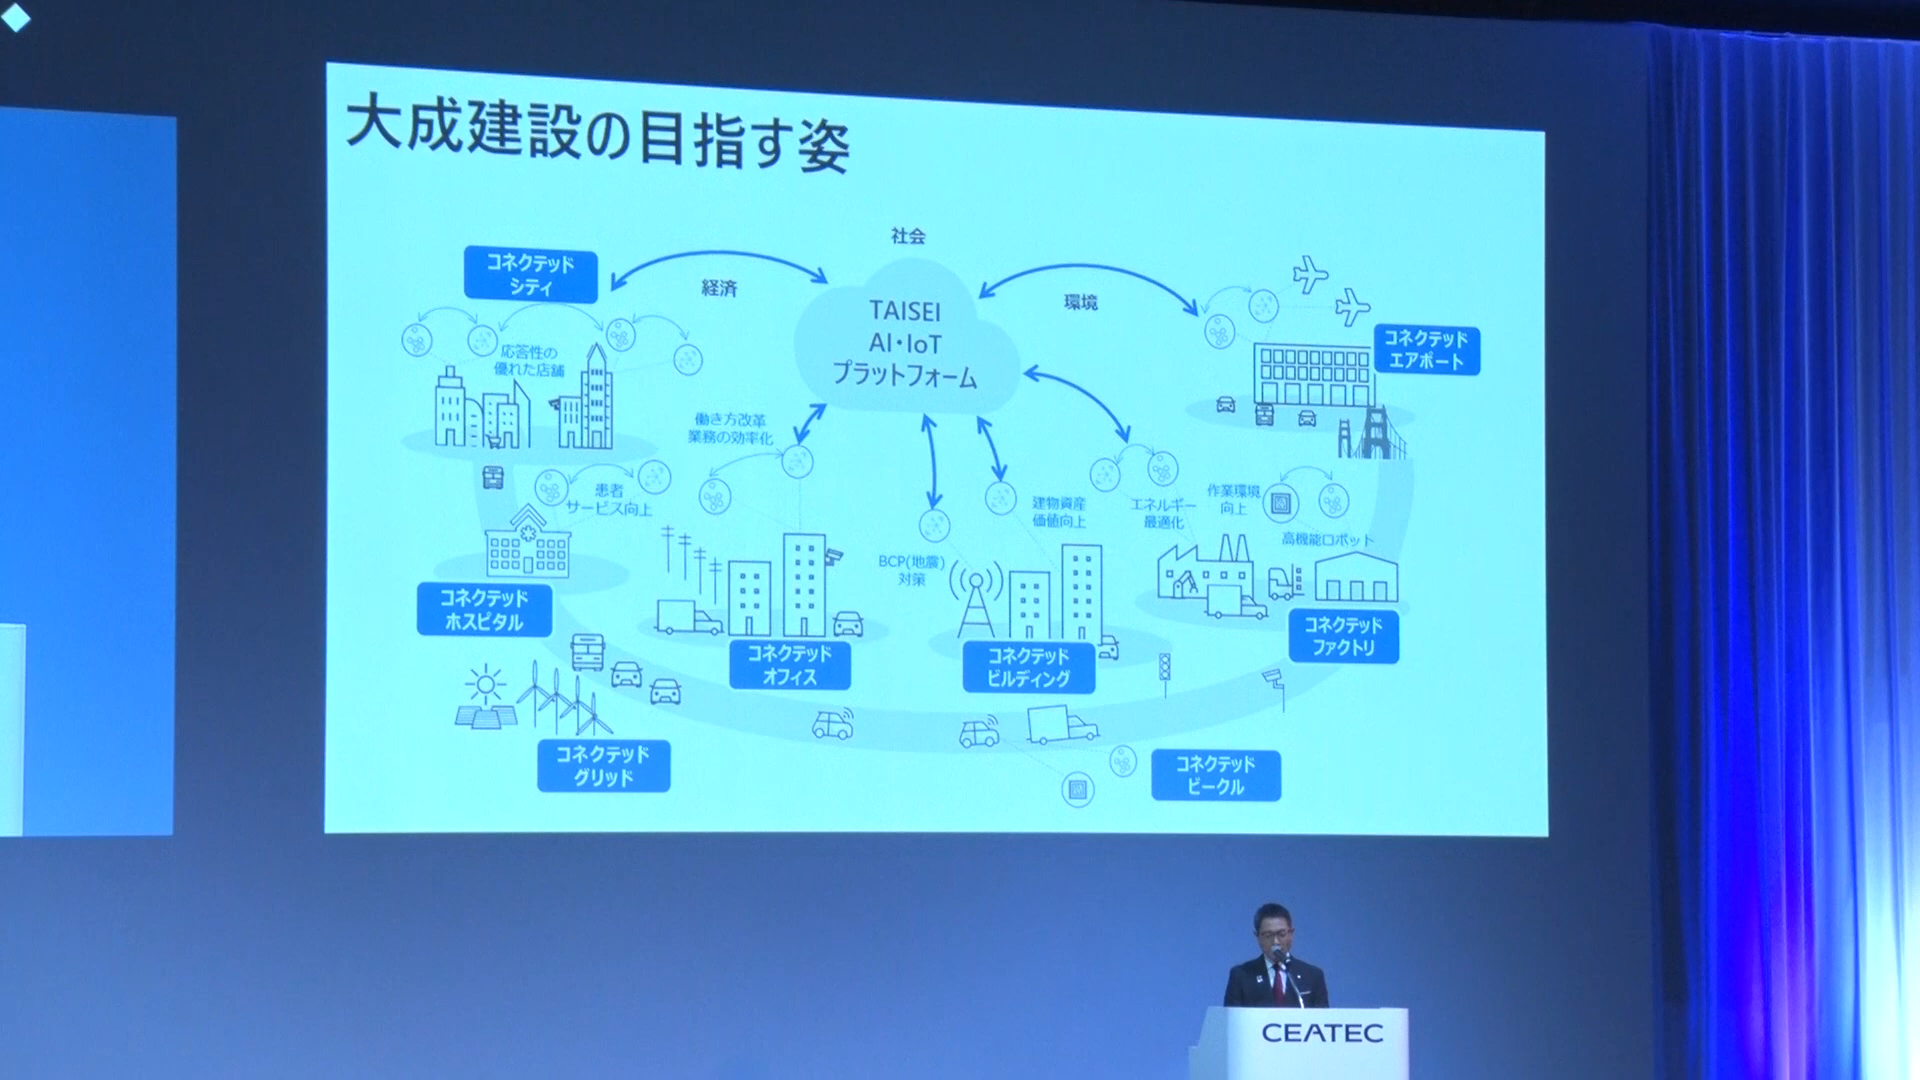 大成建設の目指す姿
社会
経済
環境
TAISEI
AI・IoT
プラットフォーム
コネクテッド
シティ
応答性の
優れた店舗
コネクテッド
エアポート
働き方改革
業務の効率化
患者
サービス向上
BCP(地震)
対策
建物資産
価値向上
エネルギー
最適化
作業環境
向上
高機能ロボット
コネクテッド
ホスピタル
コネクテッド
オフィス
コネクテッド
ビルディング
コネクテッド
ファクトリ
コネクテッド
グリッド
コネクテッド
ビークル
CEATEC